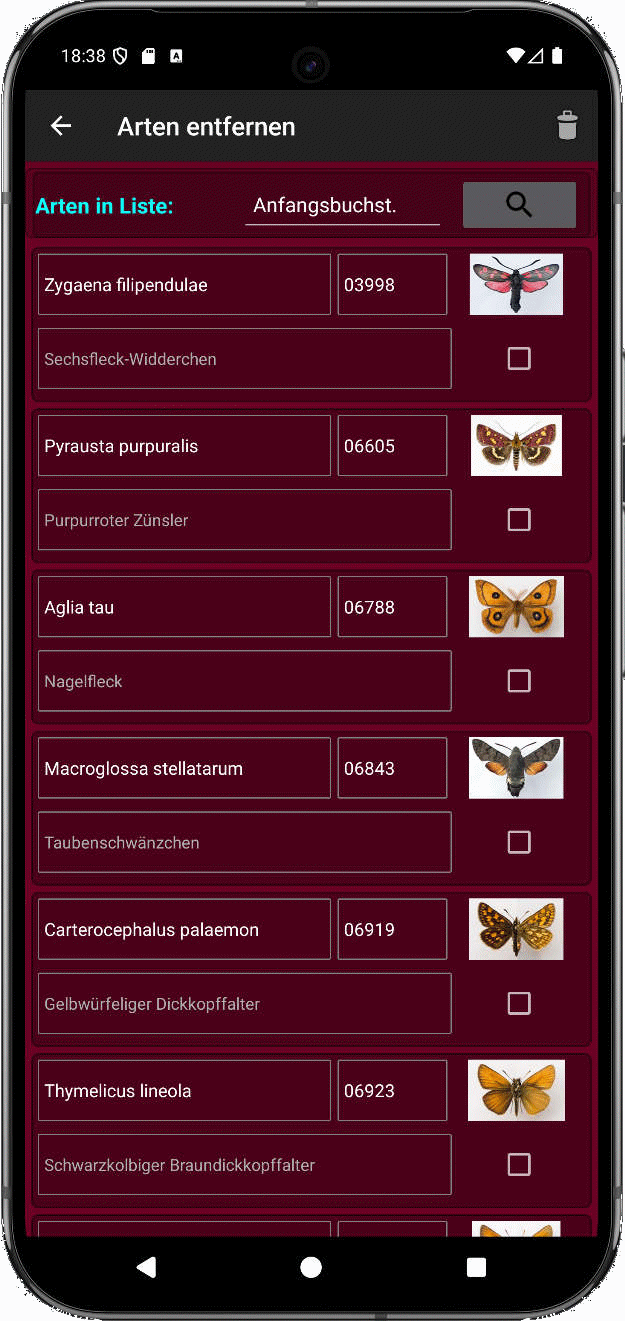 18:38
Arten entfernen
Arten in Liste: Anfangsbuchst.
Zygaena filipendulae 03998
Sechsfleck-Widderchen
Pyrausta purpuralis 06605
Purpurroter Zünsler
Aglia tau 06788
Nagelfleck
Macroglossa stellatarum 06843
Taubenschwänzchen
Carterocephalus palaemon 06919
Gelbwürfeliger Dickkopffalter
Thymelicus lineola 06923
Schwarzkolbiger Braundickkopffalter